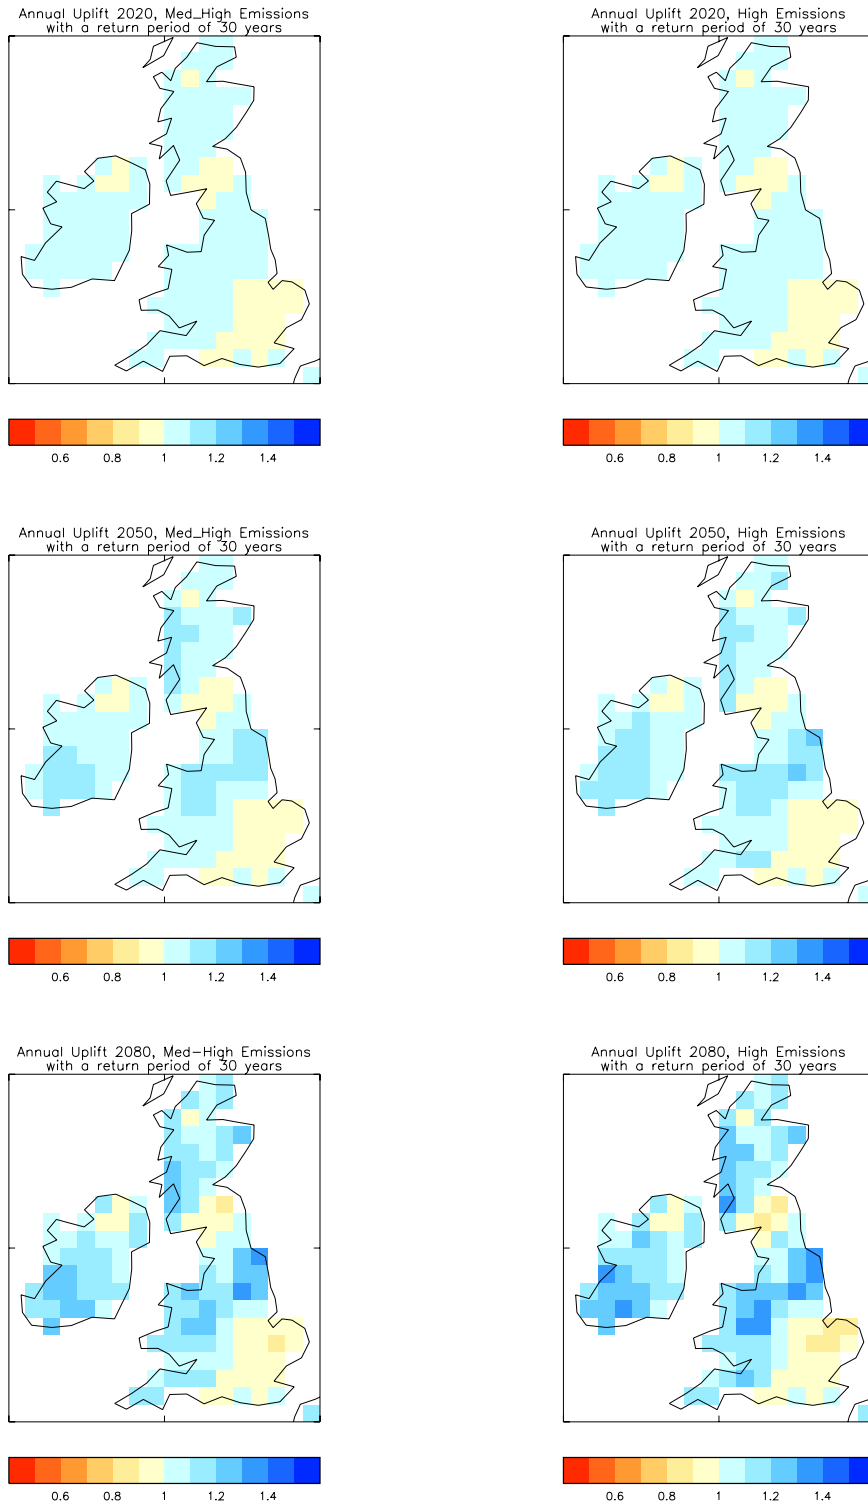 Annual Uplift 2020, Med_High Emissions
with a return period of 30 years
Annual Uplift 2020, High Emissions
with a return period of 30 years
0.6 0.8 1 1.2 1.4
0.6 0.8 1 1.2 1.4
Annual Uplift 2050, Med_High Emissions
with a return period of 30 years
Annual Uplift 2050, High Emissions
with a return period of 30 years
0.6 0.8 1 1.2 1.4
0.6 0.8 1 1.2 1.4
Annual Uplift 2080, Med-High Emissions
with a return period of 30 years
Annual Uplift 2080, High Emissions
with a return period of 30 years
0.6 0.8 1 1.2 1.4
0.6 0.8 1 1.2 1.4